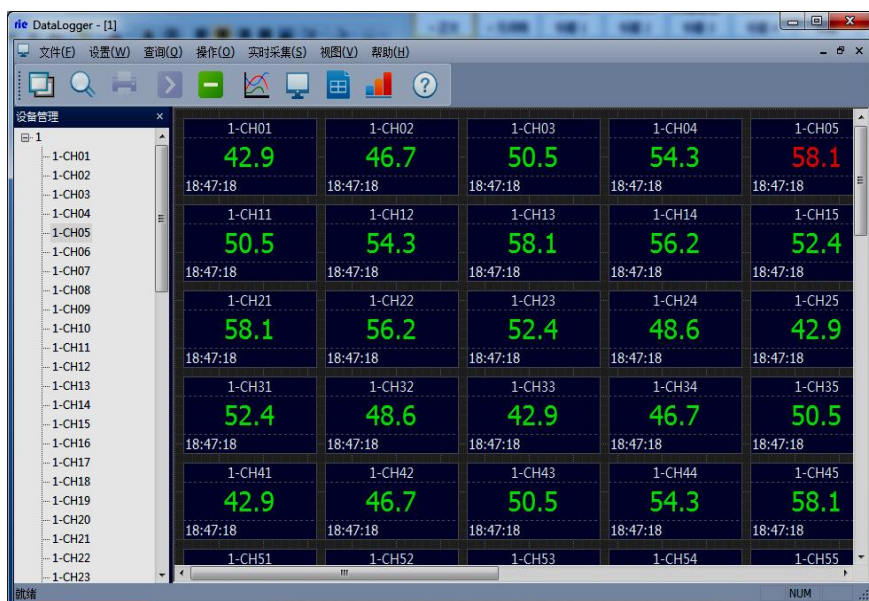 rie DataLogger - [1]
文件(F) 设置(W) 查询(Q) 操作(O) 实时采集(S) 视图(V) 帮助(H)
设备管理
1
1-CH01
1-CH02
1-CH03
1-CH04
1-CH05
1-CH06
1-CH07
1-CH08
1-CH09
1-CH10
1-CH11
1-CH12
1-CH13
1-CH14
1-CH15
1-CH16
1-CH17
1-CH18
1-CH19
1-CH20
1-CH21
1-CH22
1-CH23
1-CH01 1-CH02 1-CH03 1-CH04 1-CH05
42.9 46.7 50.5 54.3 58.1
18:47:18 18:47:18 18:47:18 18:47:18 18:47:18
1-CH11 1-CH12 1-CH13 1-CH14 1-CH15
50.5 54.3 58.1 56.2 52.4
18:47:18 18:47:18 18:47:18 18:47:18 18:47:18
1-CH21 1-CH22 1-CH23 1-CH24 1-CH25
58.1 56.2 52.4 48.6 42.9
18:47:18 18:47:18 18:47:18 18:47:18 18:47:18
1-CH31 1-CH32 1-CH33 1-CH34 1-CH35
52.4 48.6 42.9 46.7 50.5
18:47:18 18:47:18 18:47:18 18:47:18 18:47:18
1-CH41 1-CH42 1-CH43 1-CH44 1-CH45
42.9 46.7 50.5 54.3 58.1
18:47:18 18:47:18 18:47:18 18:47:18 18:47:18
1-CH51 1-CH52 1-CH53 1-CH54 1-CH55
就绪 NUM